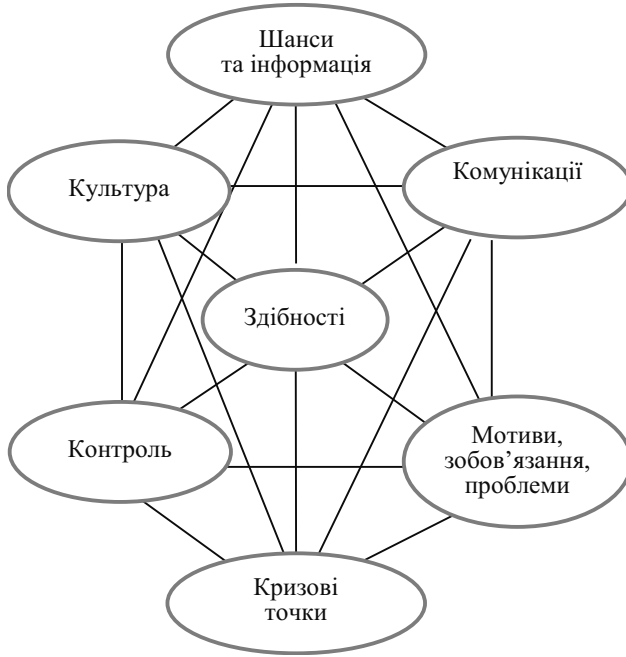 Шанси
та інформація
Культура
Комунікації
Здібності
Контроль
Мотиви,
зобов’язання,
проблеми
Кризові
точки